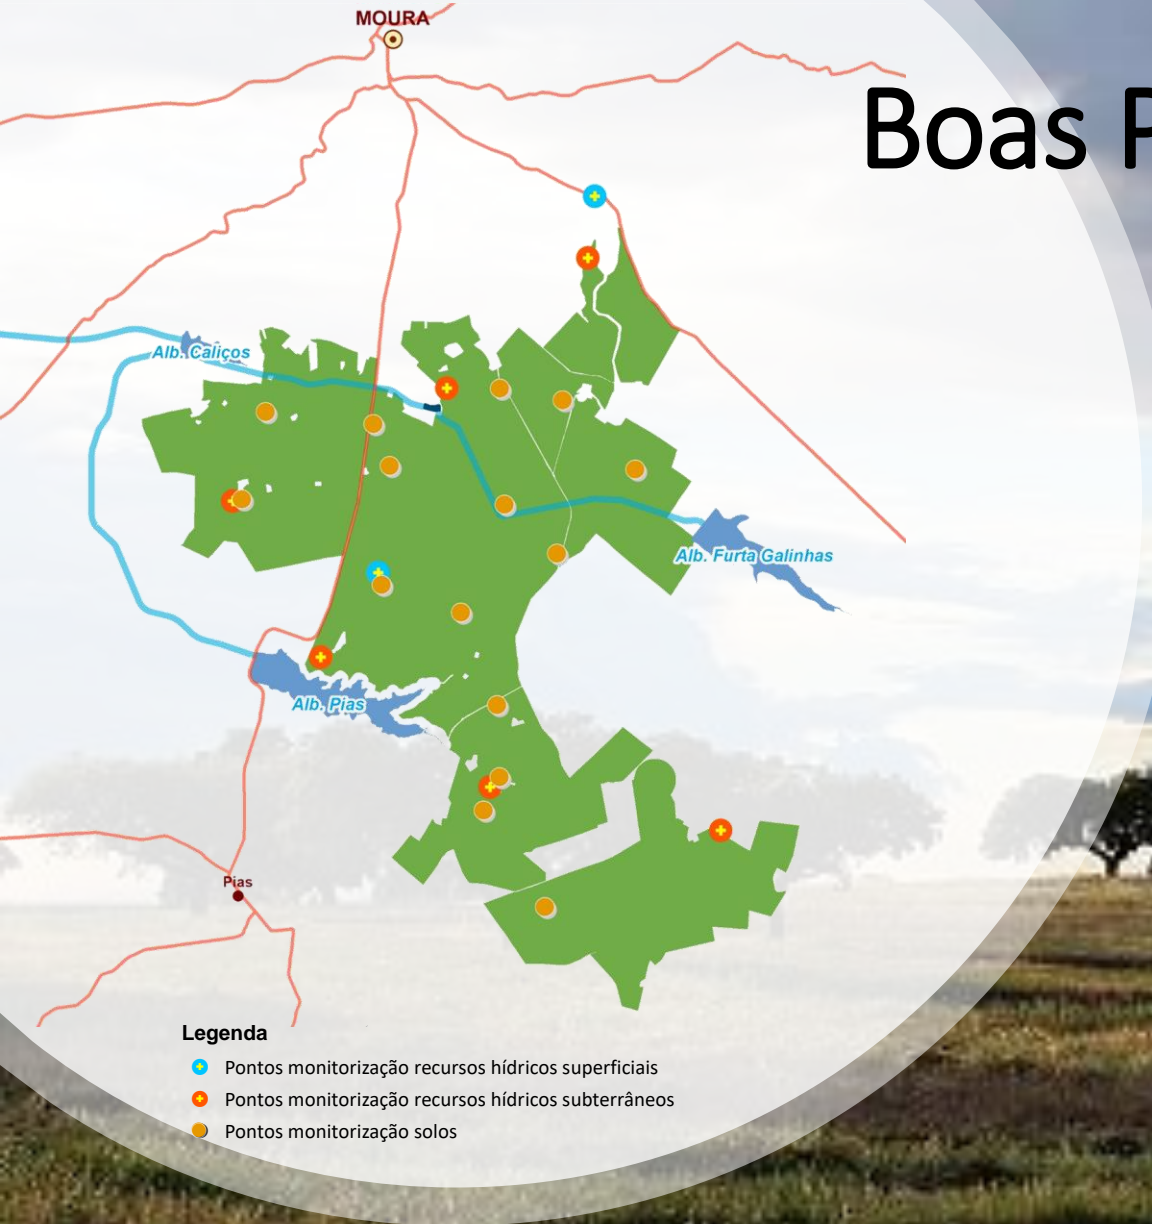 MOURA
Boas P
Alb. Caliços
Alb. Furta Galinhas
Alb. Pias
Pias
Legenda
Pontos monitorização recursos hídricos superficiais
Pontos monitorização recursos hídricos subterrâneos
Pontos monitorização solos